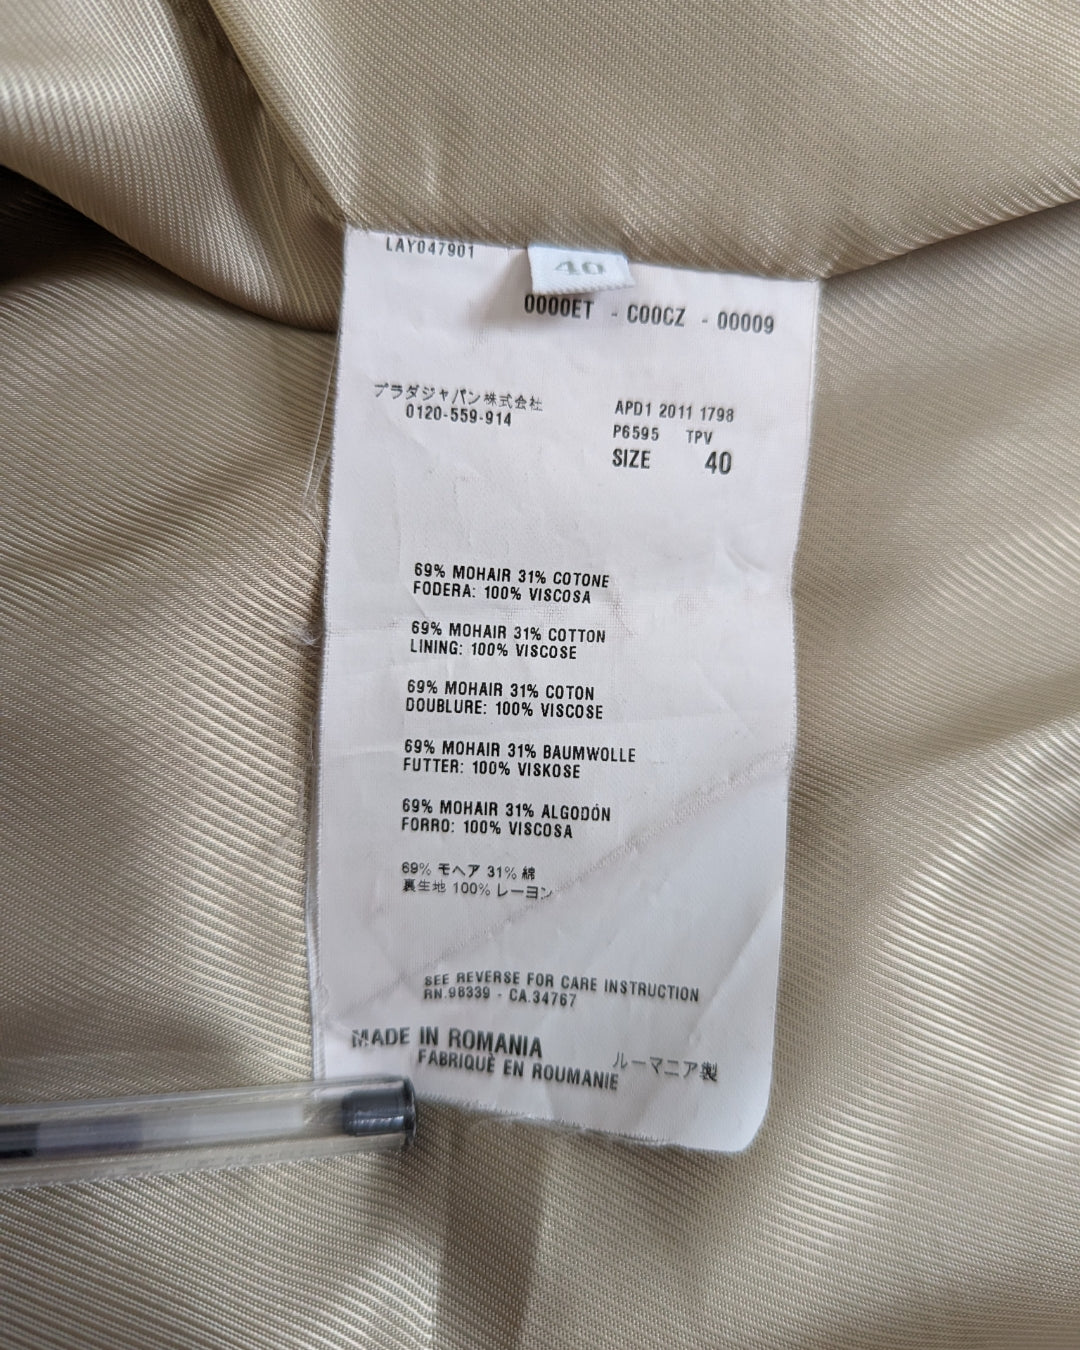 LAY047901
40
0000ET - C00CZ - 00009
プラダジャパン株式会社
0120-559-914
APD1 2011 1798
P6595 TPV
SIZE 40
69% MOHAIR 31% COTONE
FODERA: 100% VISCOSA
69% MOHAIR 31% COTTON
LINING: 100% VISCOSE
69% MOHAIR 31% COTON
DOUBLURE: 100% VISCOSE
69% MOHAIR 31% BAUMWOLLE
FUTTER: 100% VISKOSE
69% MOHAIR 31% ALGODÓN
FORRO: 100% VISCOSA
69% モヘア 31% 綿
裏生地 100% レーヨン
SEE REVERSE FOR CARE INSTRUCTION
RN.98339 - CA.34767
MADE IN ROMANIA
FABRIQUÈ EN ROUMANIE
ルーマニア製